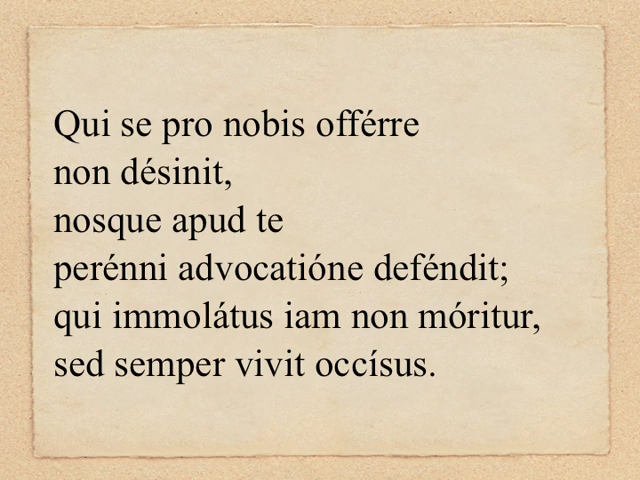 Qui se pro nobis offérre
non désinit,
nosque apud te
perénni advocatióne deféndit;
qui immolátus iam non móritur,
sed semper vivit occísus.